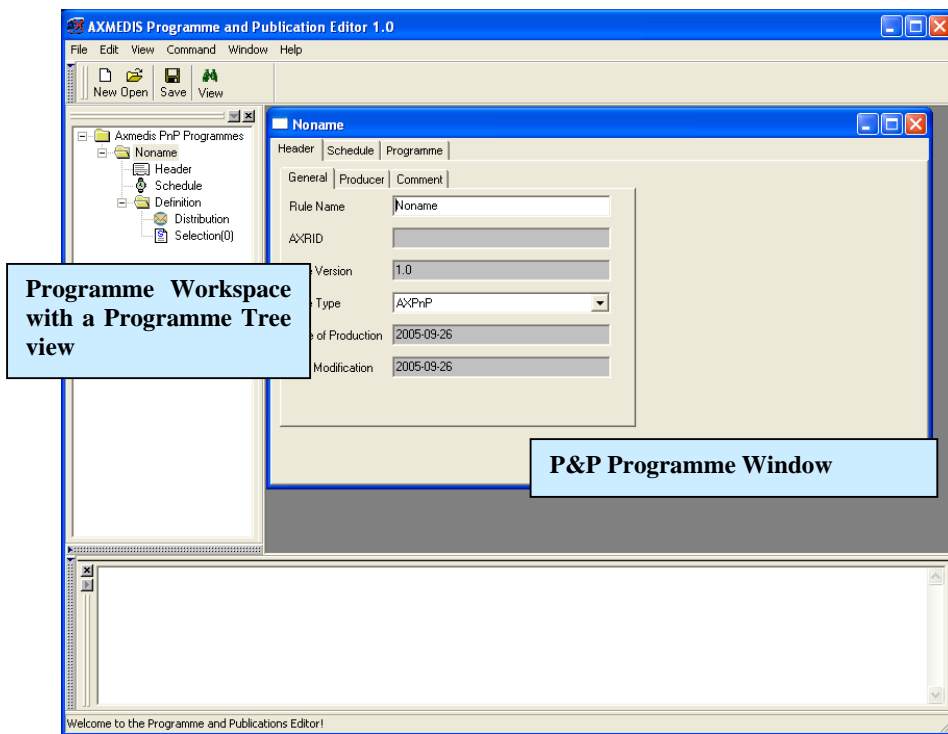 AXMEDIS Programme and Publication Editor 1.0
File Edit View Command Window Help
New Open Save View
Axmedis PnP Programmes
Noname
Header
Schedule
Definition
Distribution
Selection(0)
Noname
Header Schedule Programme
General Producer Comment
Rule Name Noname
AXRID
Version 1.0
Type AXPnP
of Production 2005-09-26
Modification 2005-09-26
Programme Workspace
with a Programme Tree
view
P&P Programme Window
Welcome to the Programme and Publications Editor!